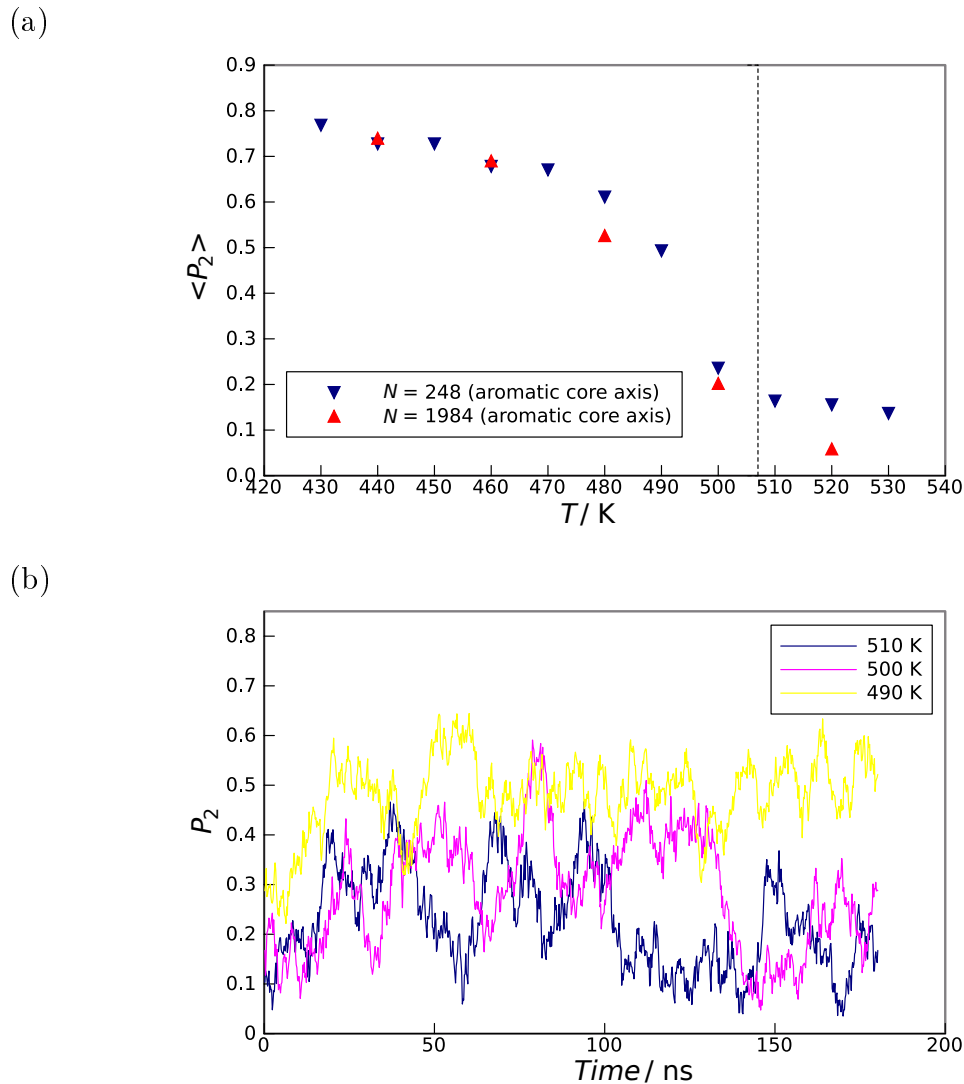 (a)
0.9
0.8
0.7
0.6
0.5
0.4
0.3
0.2
0.1
0.0
<P2>
N = 248 (aromatic core axis)
N = 1984 (aromatic core axis)
420 430 440 450 460 470 480 490 500 510 520 530 540
T / K
(b)
0.8
0.7
0.6
0.5
0.4
0.3
0.2
0.1
0
P2
510 K
500 K
490 K
0 50 100 150 200
Time / ns